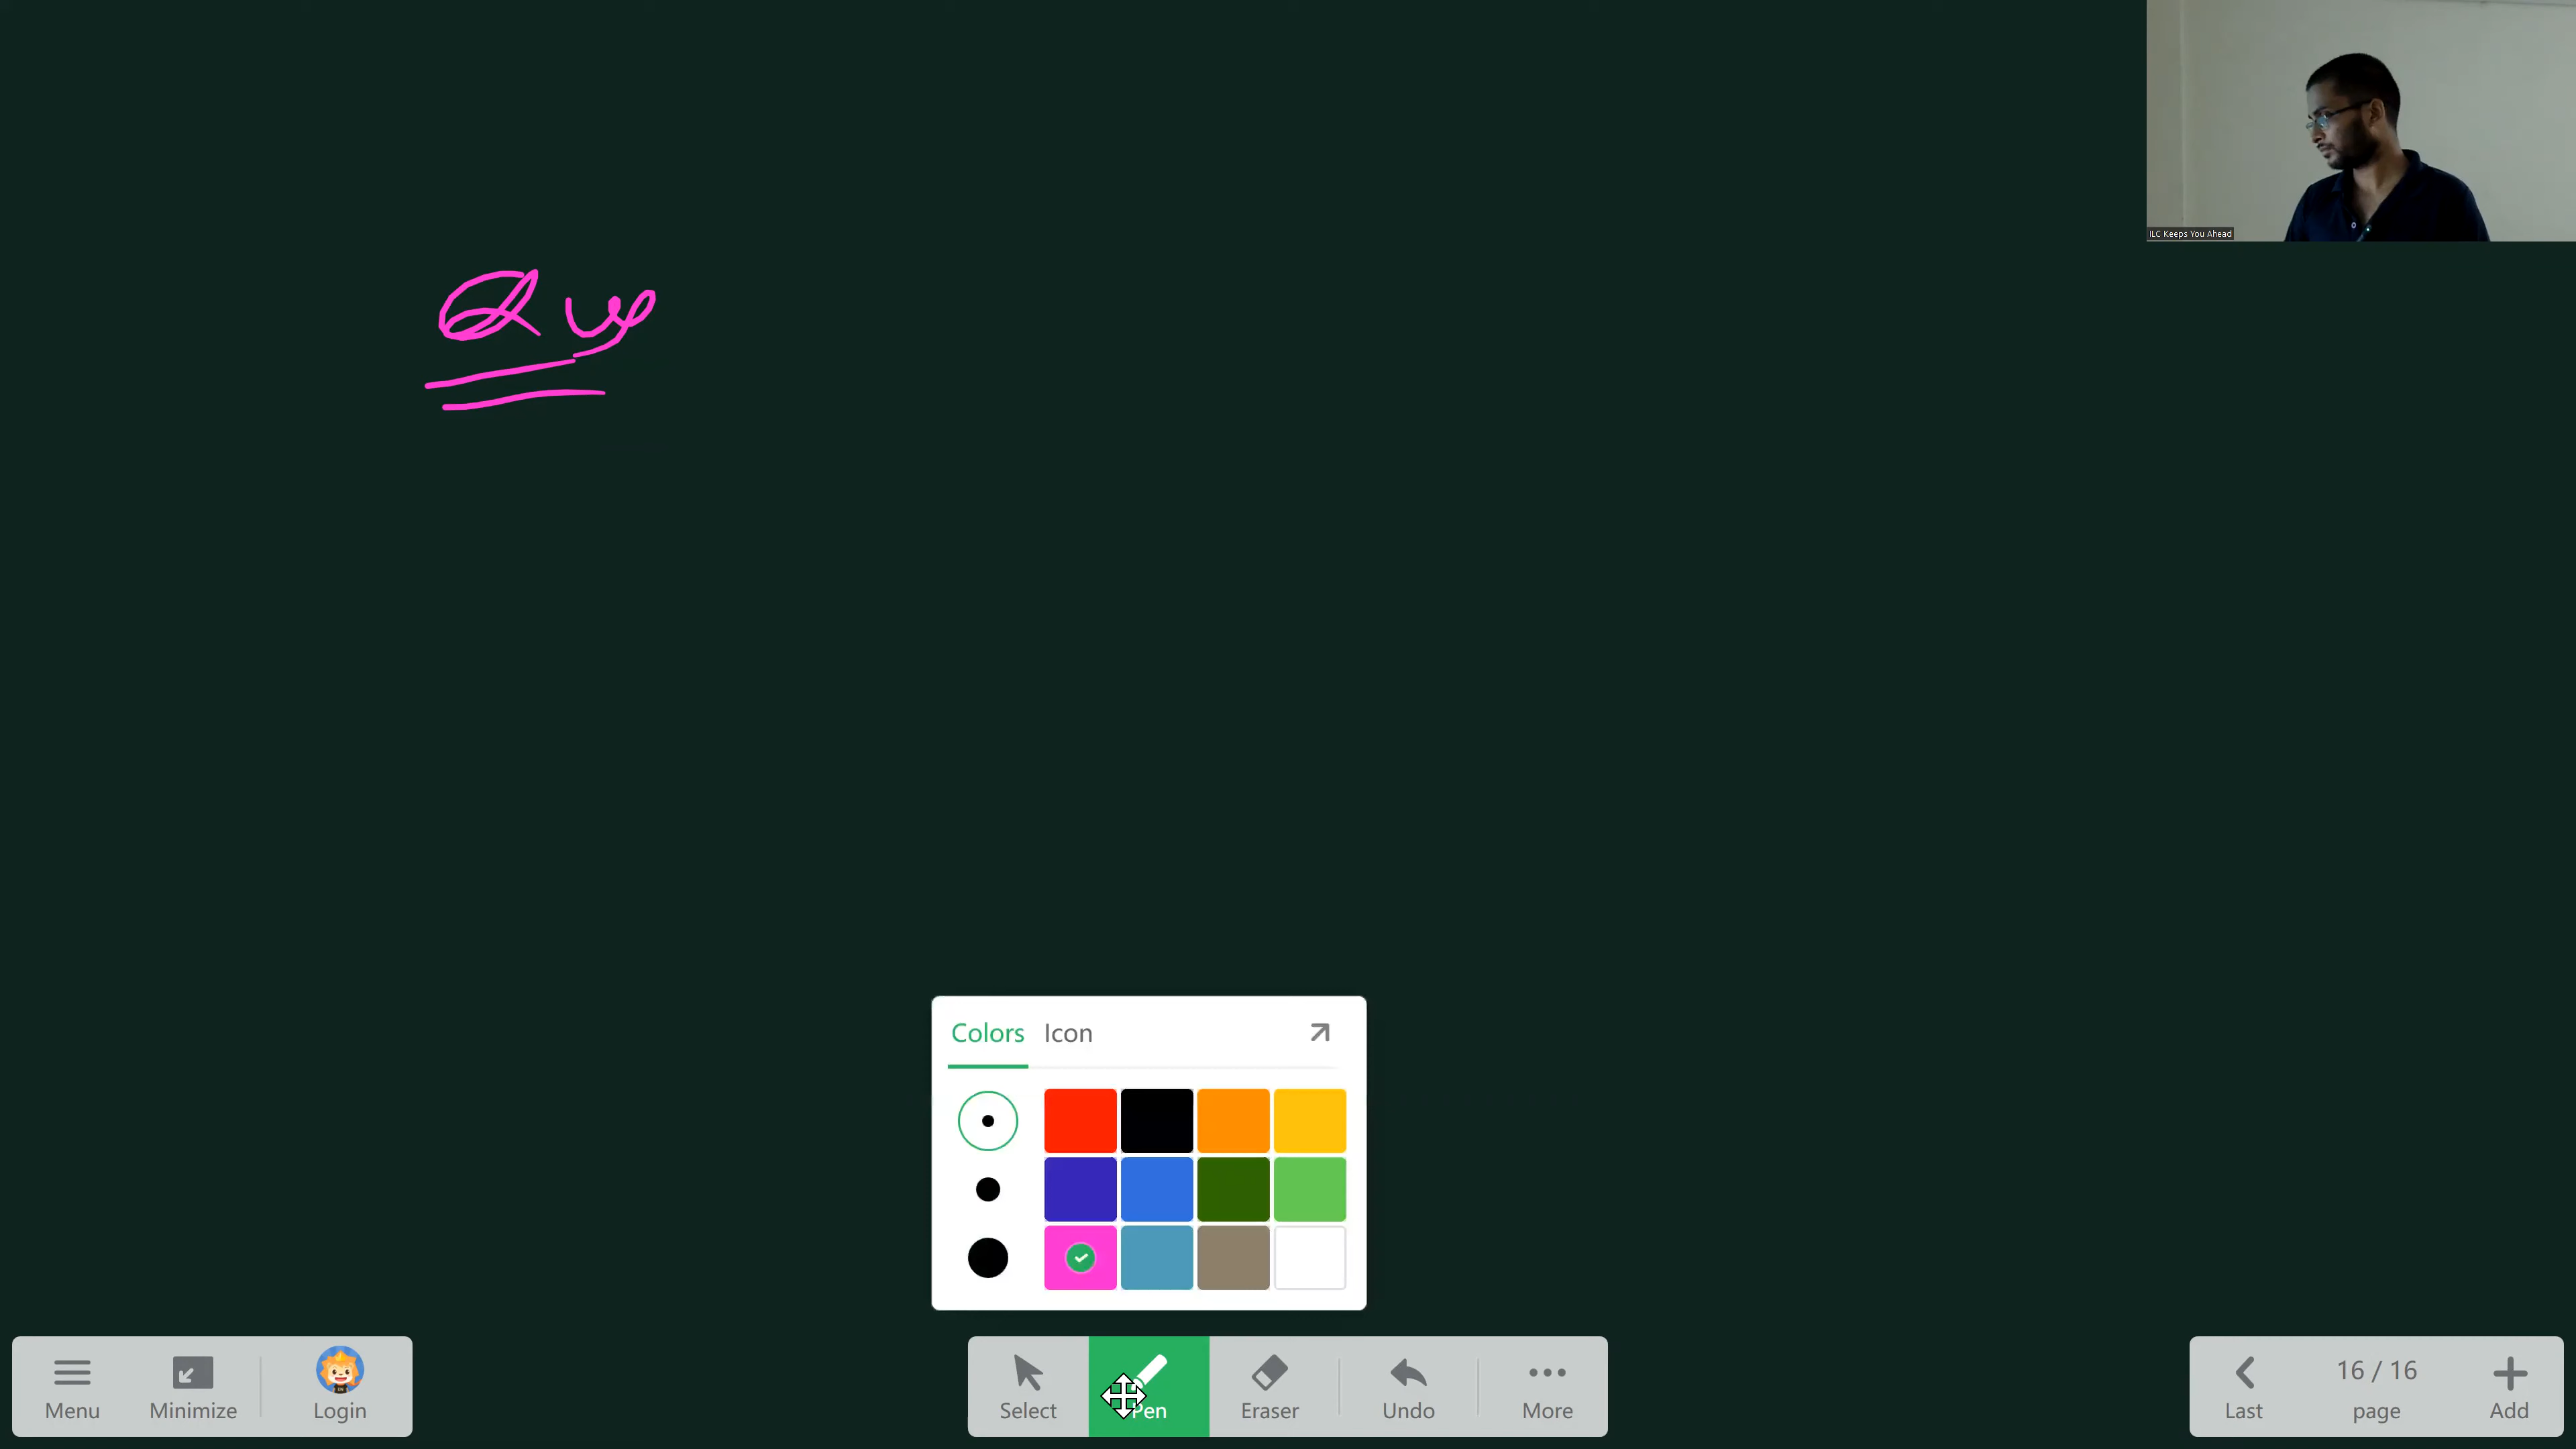 ILC Keeps You Ahead
Colors Icon
Menu Minimize Login
Select Pen Eraser Undo More
16 / 16
Last page Add